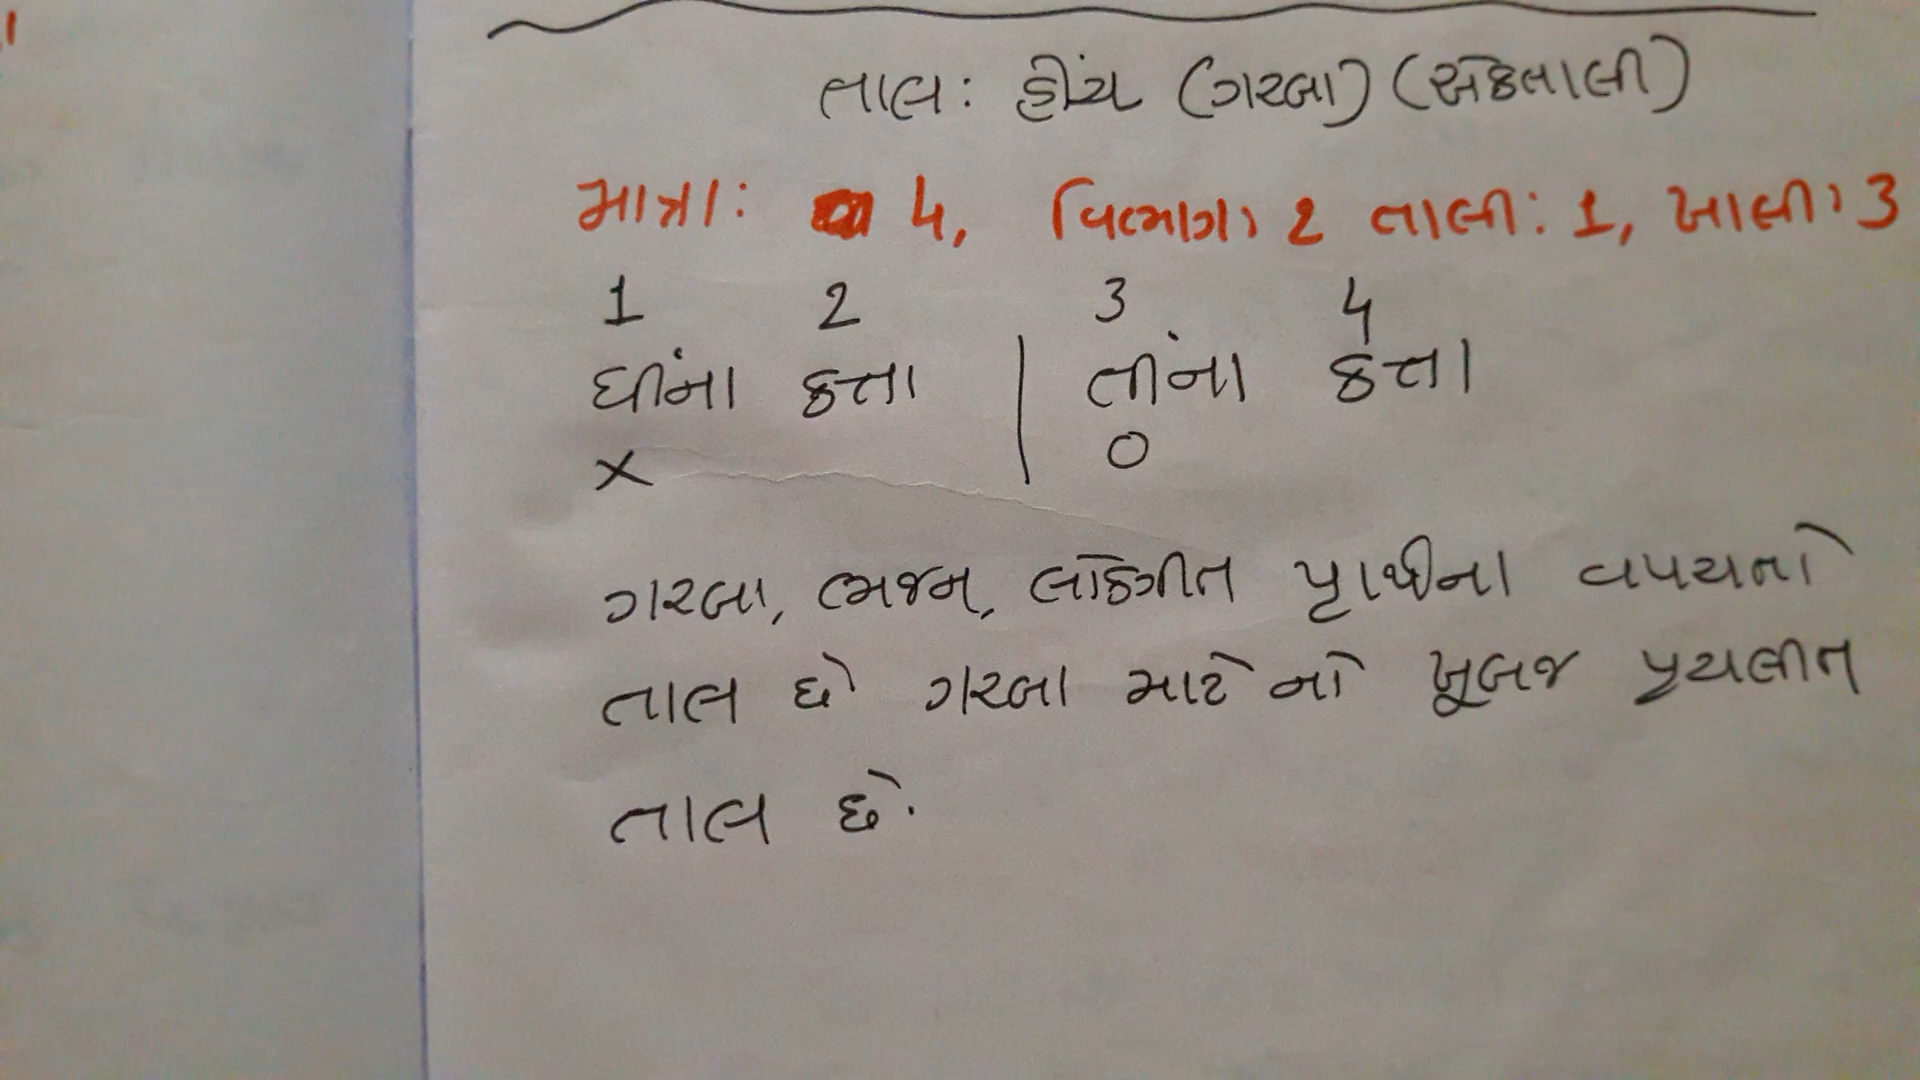 તાલ: હીંચ (ગરબા) (એકતાલી)
માત્રા: 4, વિભાગ: 2 તાલી: 1, ખાલી: 3
1 2 3 4
ધીંના કત્તા | તીંના કત્તા
X 0
ગરબા, ભજન, લોકગીત
તાલ છે ગરબા માટે નો ખૂબજ પ્રચલીત
તાલ છે.